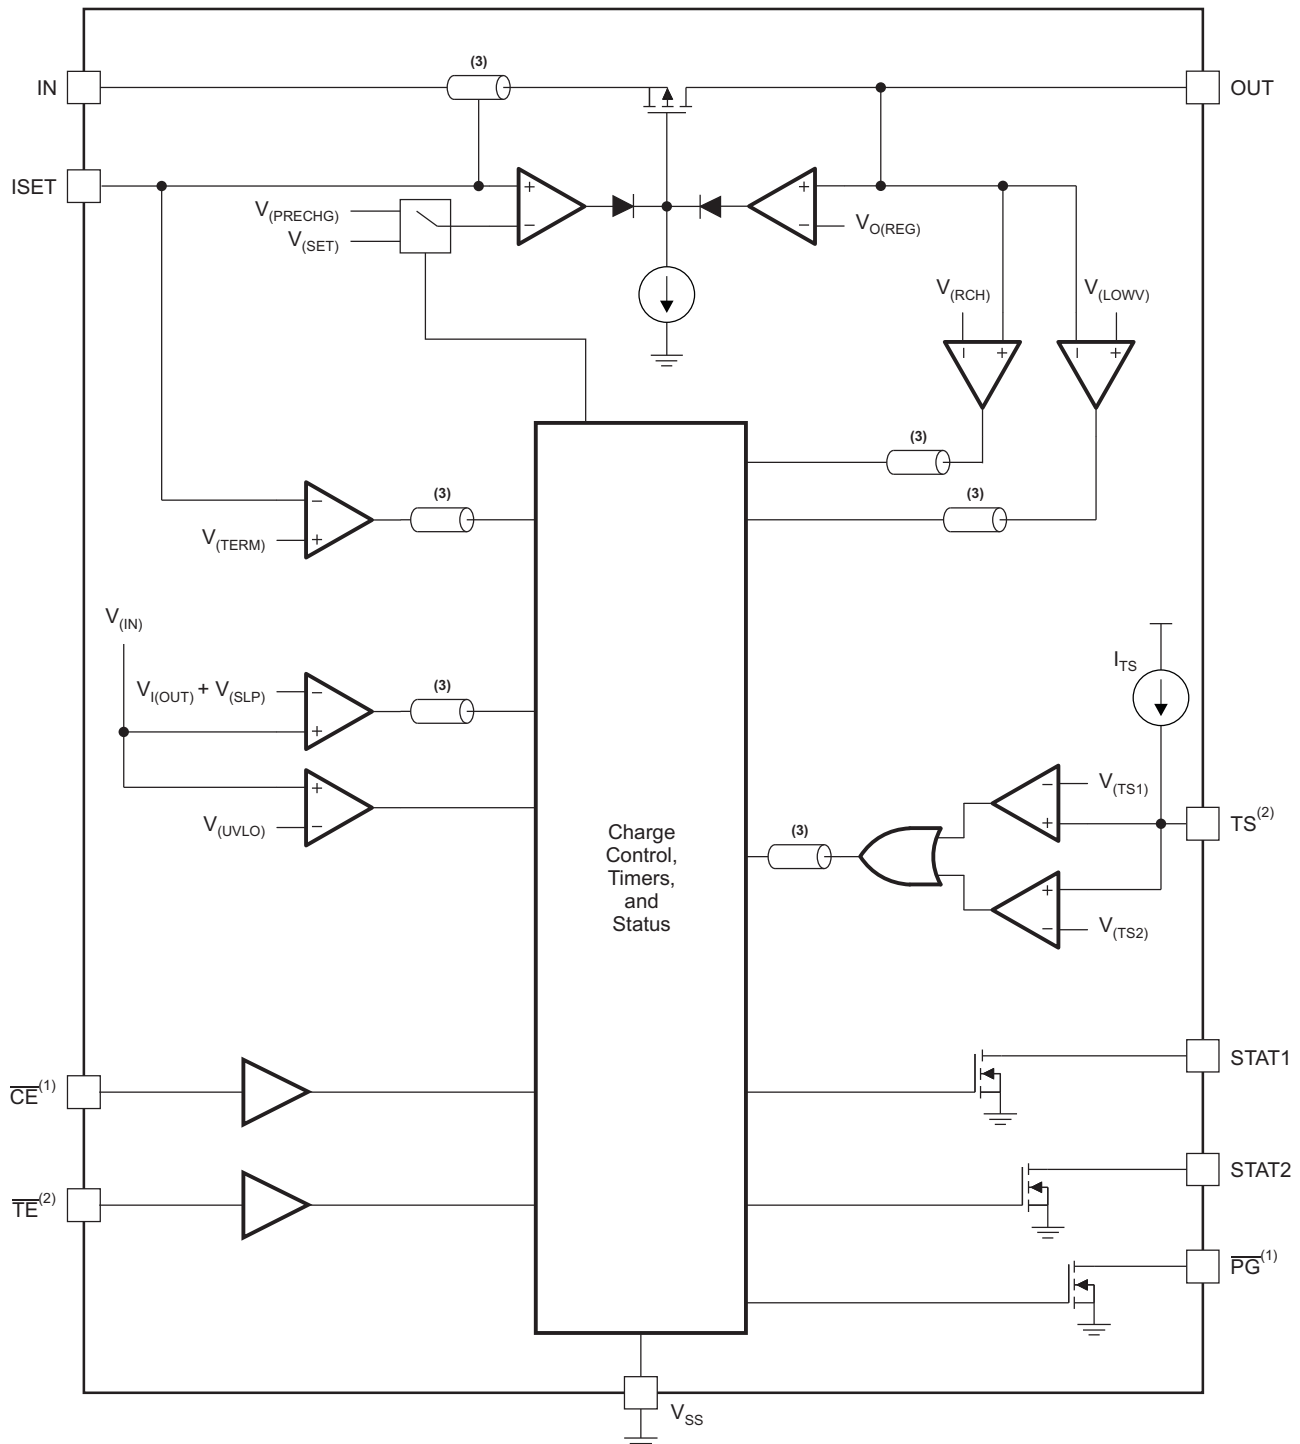 (3)
IN
OUT
ISET
+
+
V(PRECHG)
−
−
VO(REG)
V(SET)
V(RCH)
V(LOWV)
− + − +
(3)
(3)
(3)
−
V(TERM)
+
V(IN)
ITS
VI(OUT) + V(SLP)
−
(3)
+
+
V(UVLO)
−
−
V(TS1)
+
TS(2)
(3)
Charge
Control,
Timers,
and
Status
+
−
V(TS2)
STAT1
CE(1)
STAT2
TE(2)
PG(1)
VSS